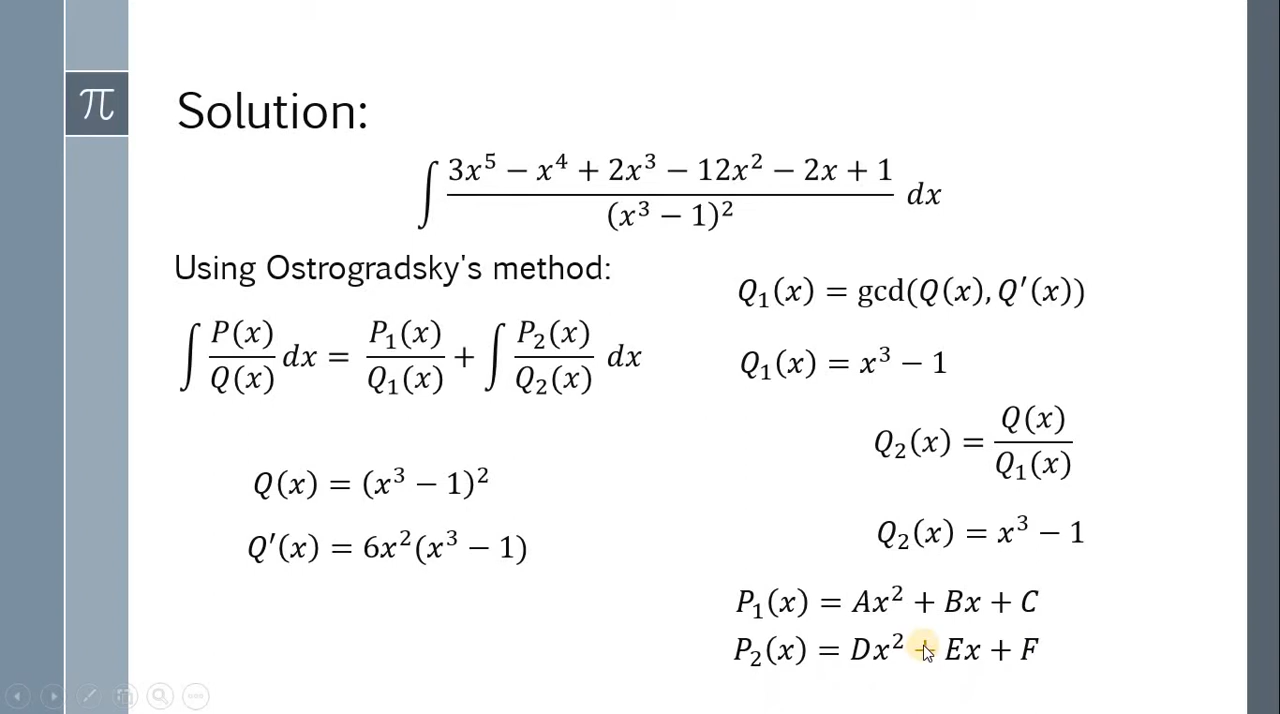 π
Solution:
∫ (3x⁵ − x⁴ + 2x³ − 12x² − 2x + 1)/(x³ − 1)² dx
Using Ostrogradsky's method:
∫ P(x)/Q(x) dx = P₁(x)/Q₁(x) + ∫ P₂(x)/Q₂(x) dx
Q(x) = (x³ − 1)²
Q′(x) = 6x²(x³ − 1)
Q₁(x) = gcd(Q(x), Q′(x))
Q₁(x) = x³ − 1
Q₂(x) = Q(x)/Q₁(x)
Q₂(x) = x³ − 1
P₁(x) = Ax² + Bx + C
P₂(x) = Dx² + Ex + F